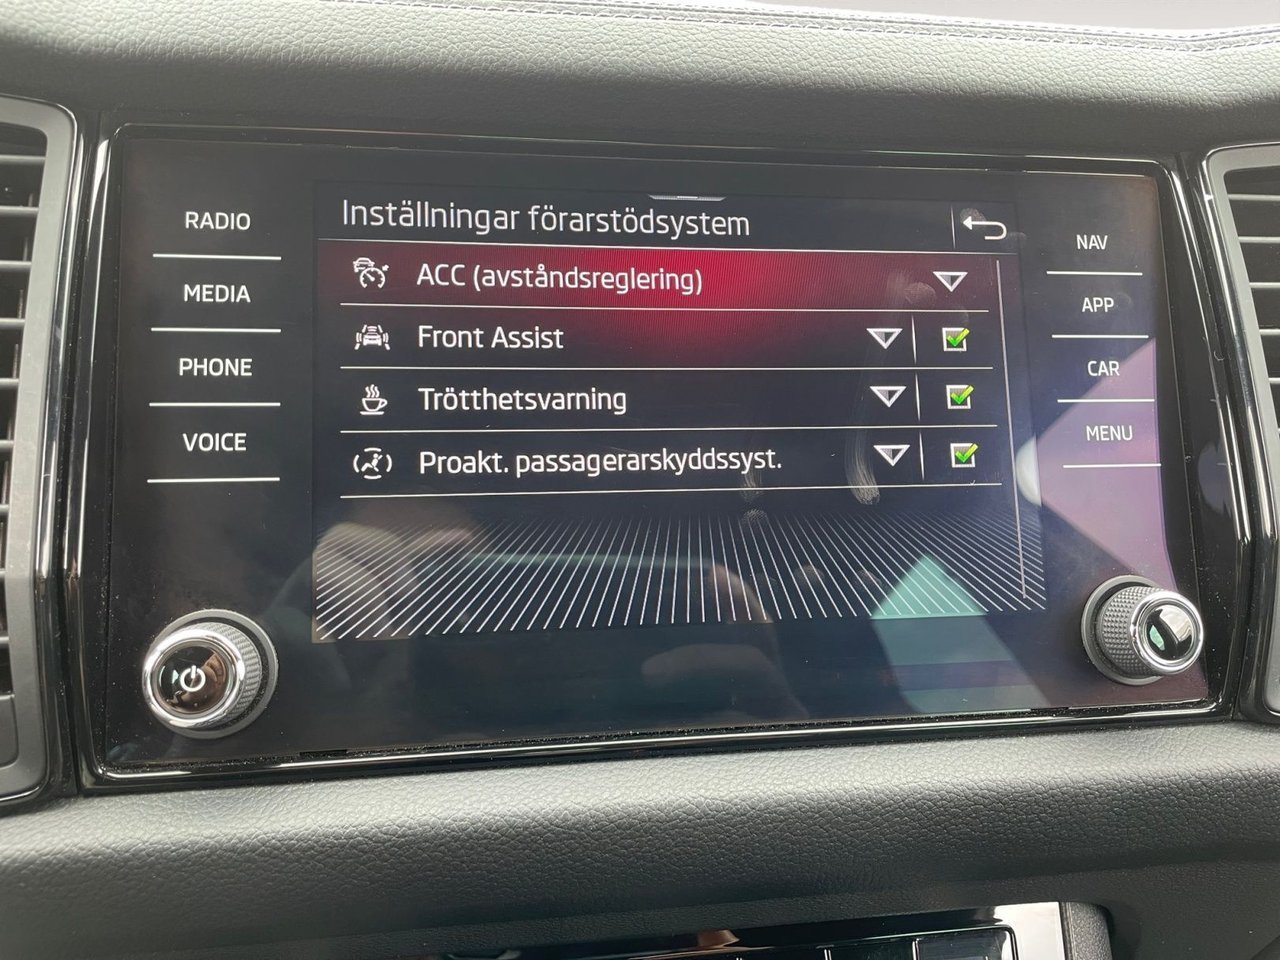 RADIO
MEDIA
PHONE
VOICE
Inställningar förarstödsystem
ACC (avståndsreglering)
Front Assist
Trötthetsvarning
Proakt. passagerarskyddssyst.
NAV
APP
CAR
MENU